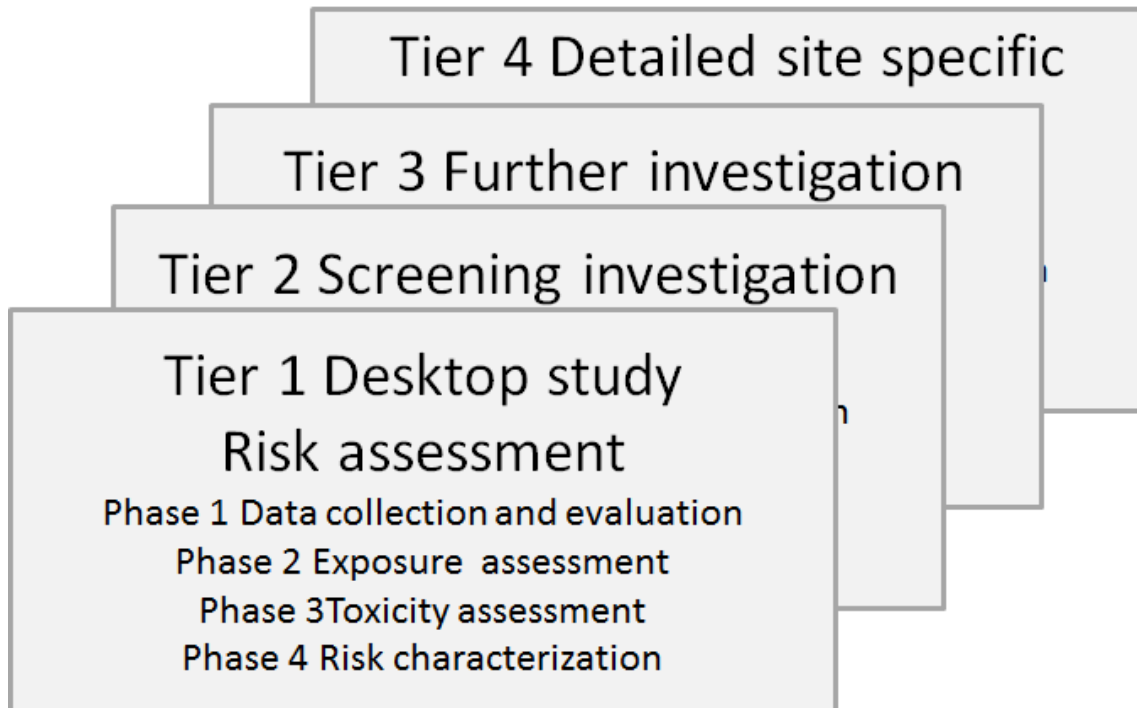 Tier 4 Detailed site specific
Tier 3 Further investigation
Tier 2 Screening investigation
Tier 1 Desktop study
Risk assessment
Phase 1 Data collection and evaluation
Phase 2 Exposure assessment
Phase 3Toxicity assessment
Phase 4 Risk characterization